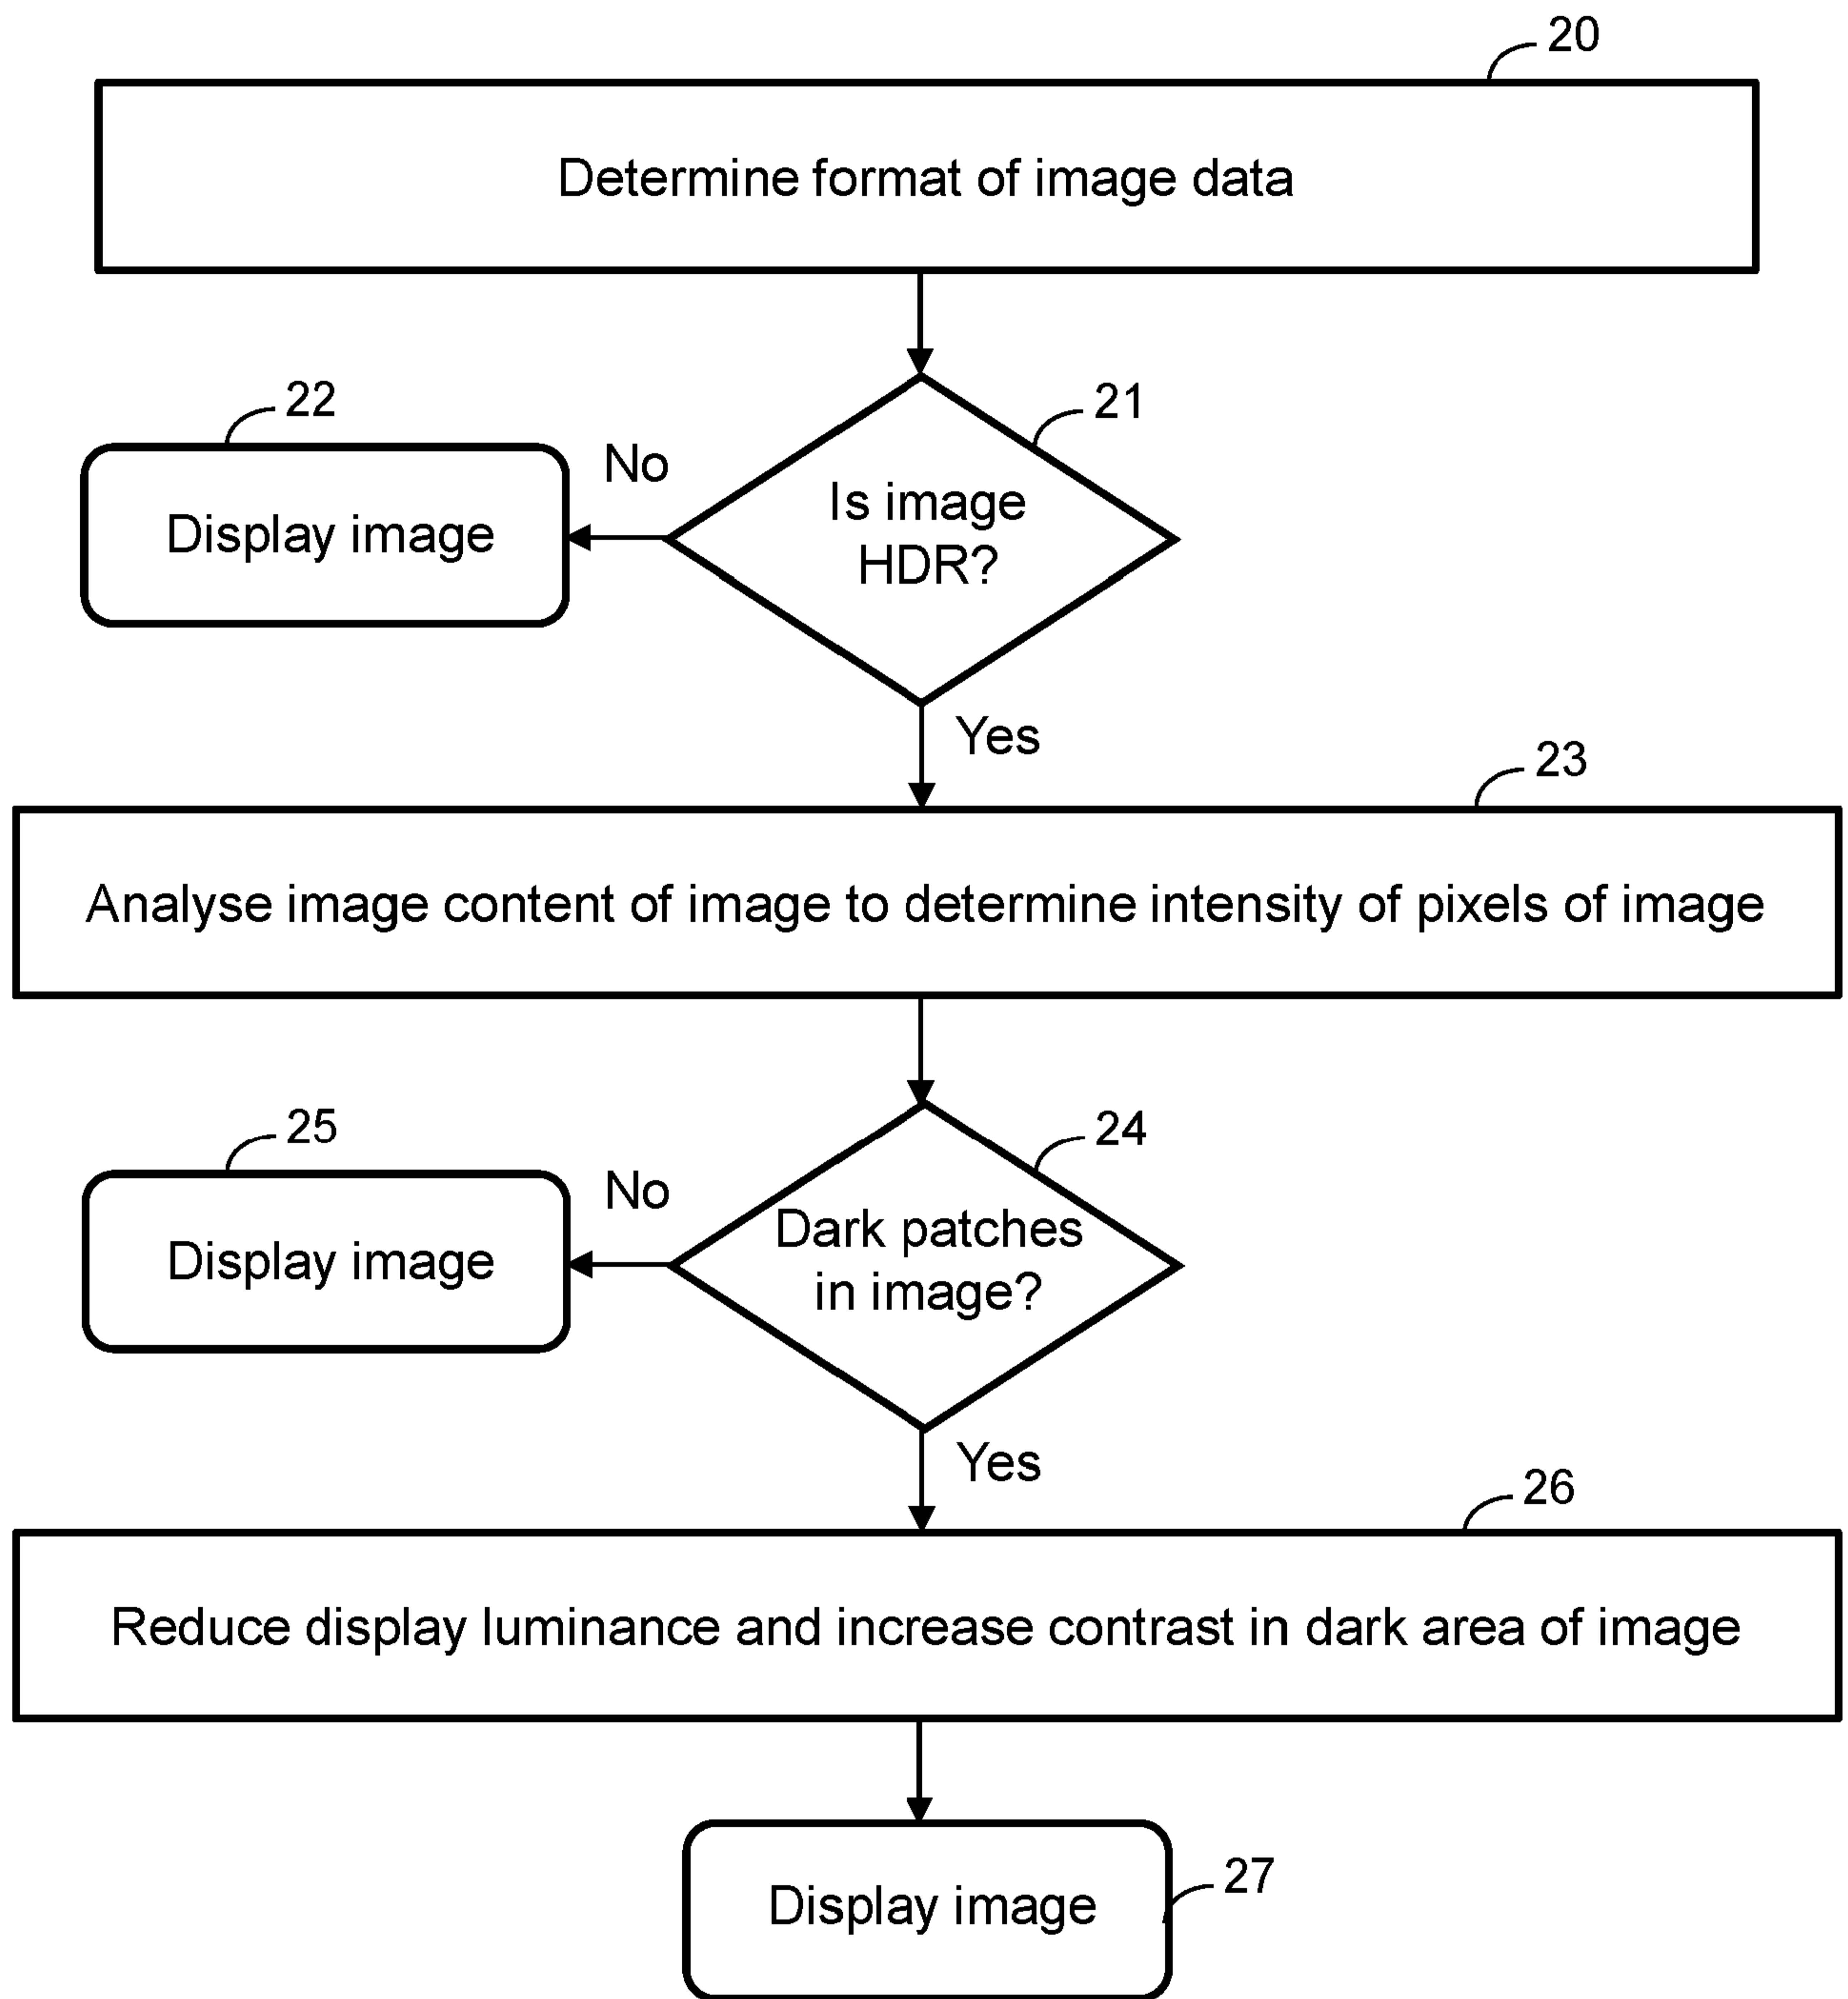 20
Determine format of image data
22
No
21
Is image
HDR?
Display image
Yes
23
Analyse image content of image to determine intensity of pixels of image
25
No
24
Dark patches
in image?
Display image
Yes
26
Reduce display luminance and increase contrast in dark area of image
Display image
27